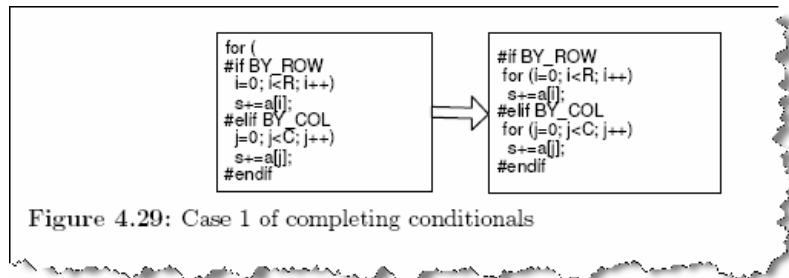 for (
#if BY_ROW
i=0; i<R; i++)
s+=a[i];
#elif BY_COL
j=0; j<C; j++)
s+=a[j];
#endif
#if BY_ROW
for (i=0; i<R; i++)
s+=a[i];
#elif BY_COL
for (j=0; j<C; j++)
s+=a[j];
#endif
Figure 4.29: Case 1 of completing conditionals